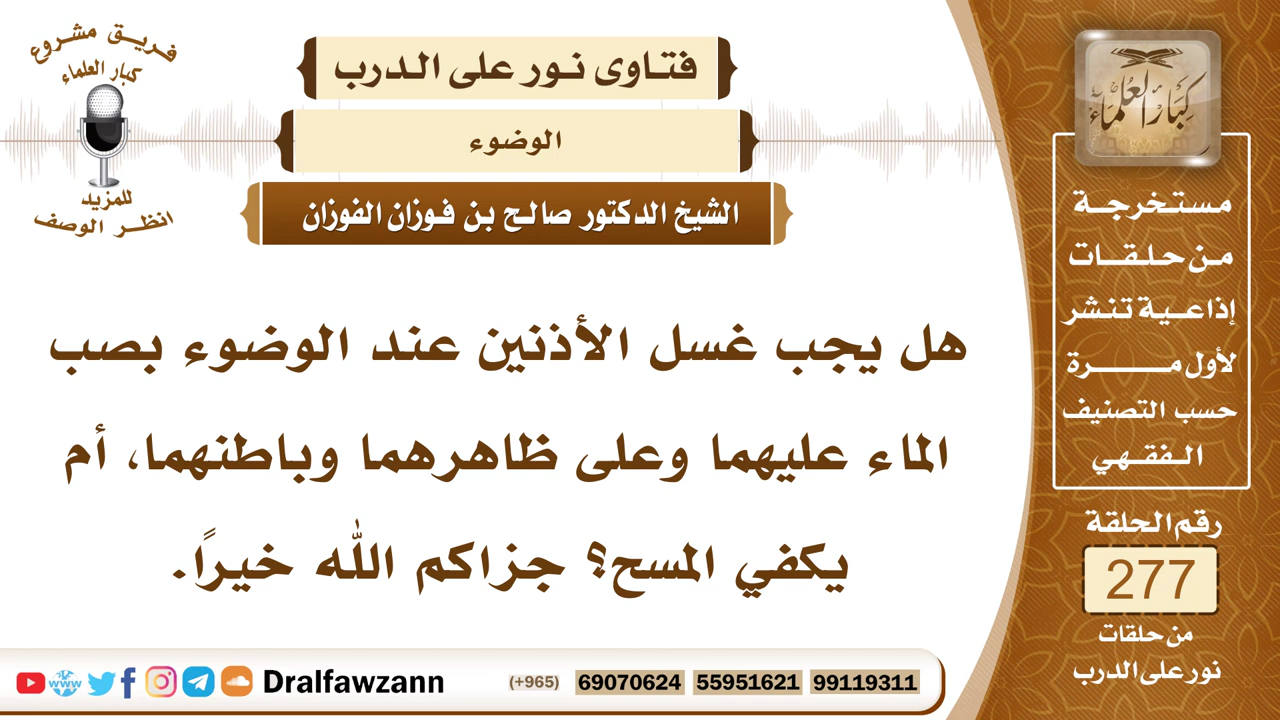 فريق مشروع
كبار العلماء
للمزيد
انظر الوصف
فتاوى نور على الدرب
الوضوء
الشيخ الدكتور صالح بن فوزان الفوزان
هل يجب غسل الأذنين عند الوضوء بصب
الماء عليهما وعلى ظاهرهما وباطنهما، أم
يكفي المسح؟ جزاكم الله خيرًا.
كبار العلماء
مستخرجة
من حلقات
إذاعية تنشر
لأول مرة
حسب التصنيف
الفقهي
رقم الحلقة
277
من حلقات
نور على الدرب
www
Dralfawzann (+965) 69070624 55951621 99119311